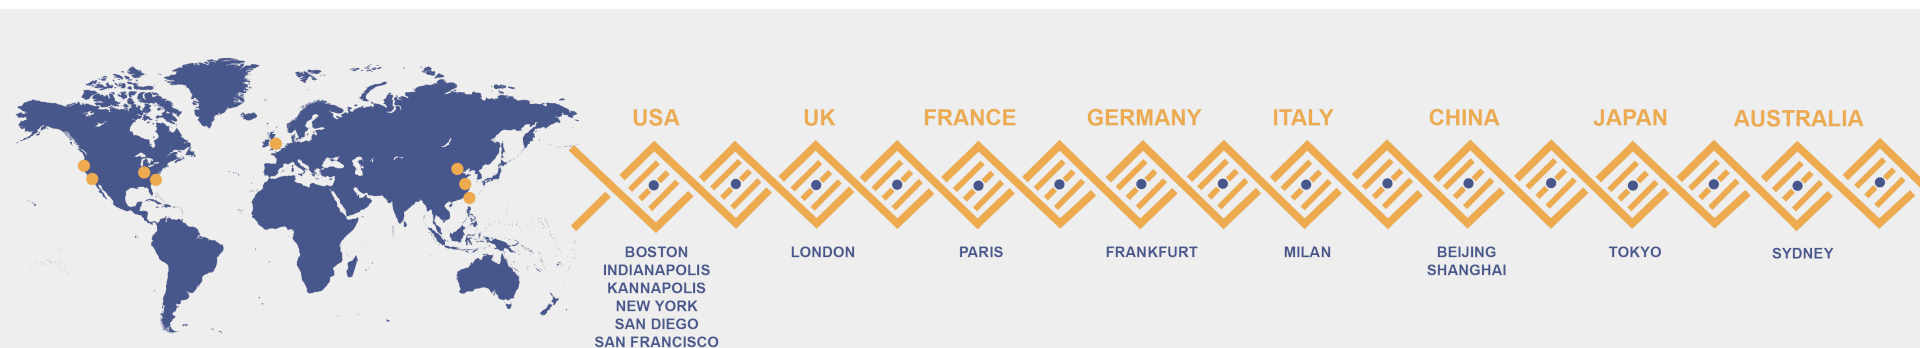 USA
UK
FRANCE
GERMANY
ITALY
CHINA
JAPAN
AUSTRALIA
BOSTON
INDIANAPOLIS
KANNAPOLIS
NEW YORK
SAN DIEGO
SAN FRANCISCO
LONDON
PARIS
FRANKFURT
MILAN
BEIJING
SHANGHAI
TOKYO
SYDNEY